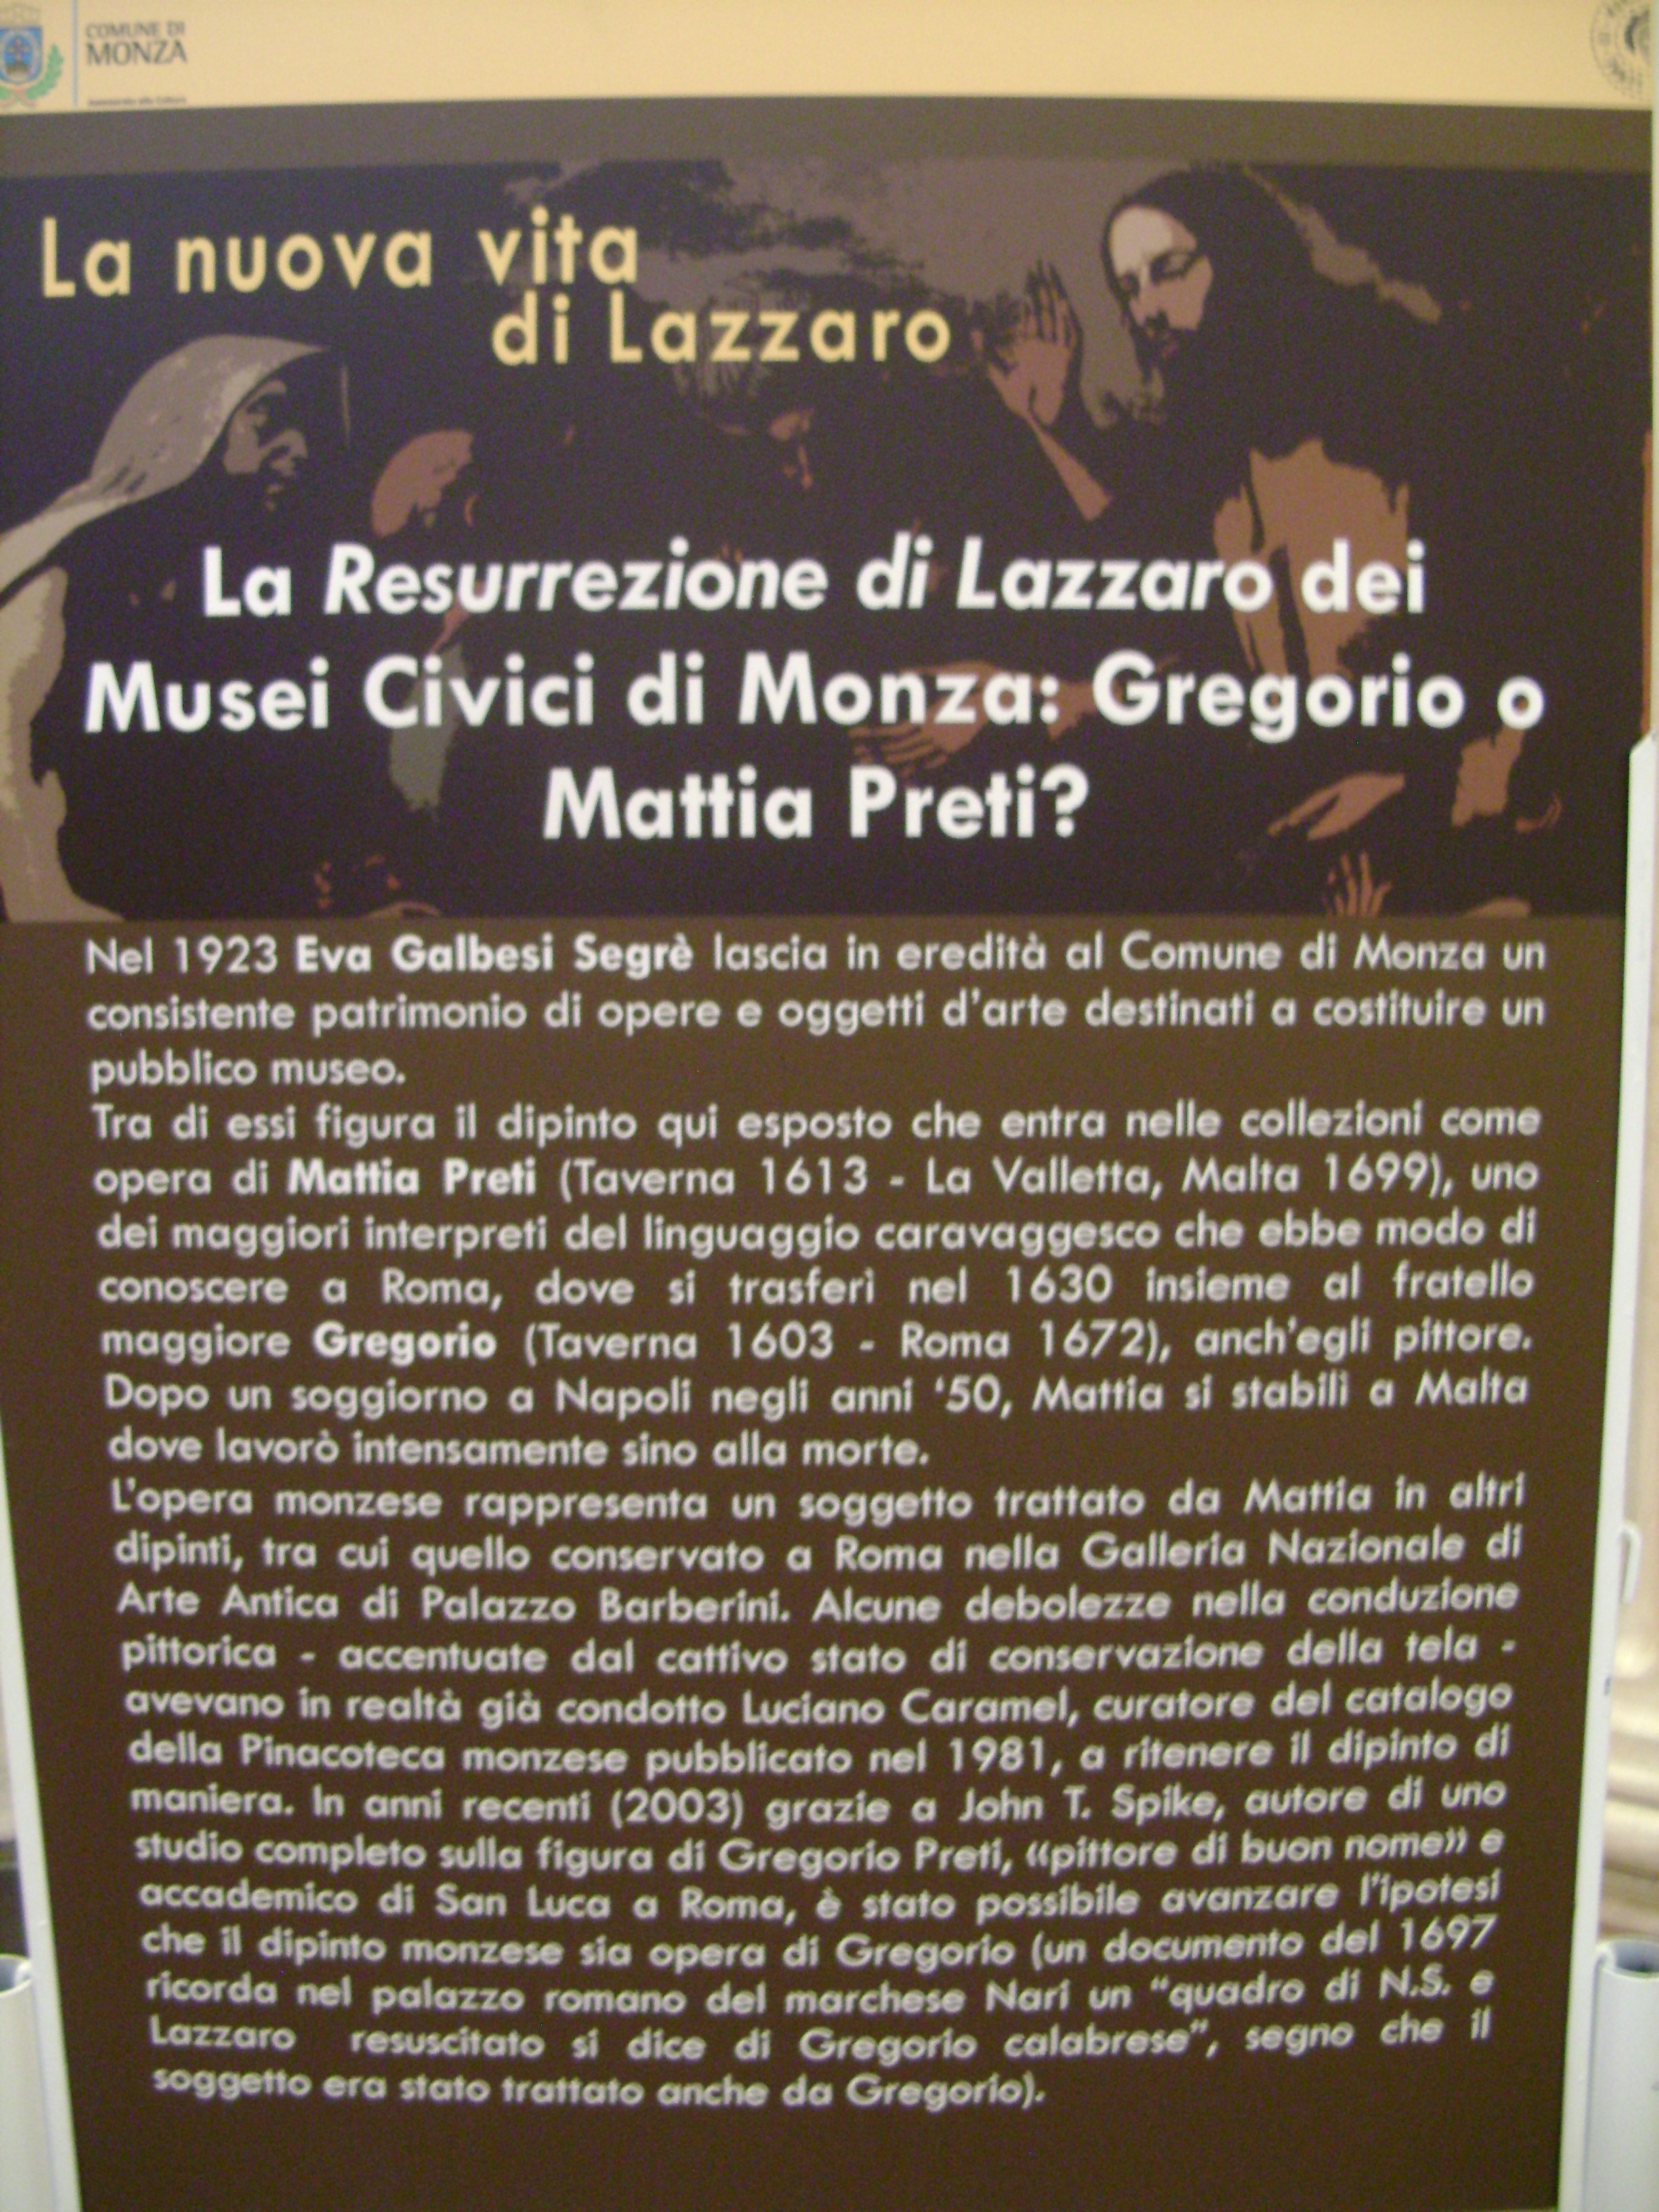 COMUNE DI
MONZA
La nuova vita
di Lazzaro
La Resurrezione di Lazzaro dei
Musei Civici di Monza: Gregorio o
Mattia Preti?
Nel 1923 Eva Galbesi Segrè lascia in eredità al Comune di Monza un
consistente patrimonio di opere e oggetti d'arte destinati a costituire un
pubblico museo.
Tra di essi figura il dipinto qui esposto che entra nelle collezioni come
opera di Mattia Preti (Taverna 1613 - La Valletta, Malta 1699), uno
dei maggiori interpreti del linguaggio caravaggesco che ebbe modo di
conoscere a Roma, dove si trasferì nel 1630 insieme al fratello
maggiore Gregorio (Taverna 1603 - Roma 1672), anch'egli pittore.
Dopo un soggiorno a Napoli negli anni '50, Mattia si stabilì a Malta
dove lavorò intensamente sino alla morte.
L'opera monzese rappresenta un soggetto trattato da Mattia in altri
dipinti, tra cui quello conservato a Roma nella Galleria Nazionale di
Arte Antica di Palazzo Barberini. Alcune debolezze nella conduzione
pittorica - accentuate dal cattivo stato di conservazione della tela -
avevano in realtà già condotto Luciano Caramel, curatore del catalogo
della Pinacoteca monzese pubblicato nel 1981, a ritenere il dipinto di
maniera. In anni recenti (2003) grazie a John T. Spike, autore di uno
studio completo sulla figura di Gregorio Preti, «pittore di buon nome» e
accademico di San Luca a Roma, è stato possibile avanzare l'ipotesi
che il dipinto monzese sia opera di Gregorio (un documento del 1697
ricorda nel palazzo romano del marchese Nari un "quadro di N.S. e
Lazzaro resuscitato si dice di Gregorio calabrese", segno che il
soggetto era stato trattato anche da Gregorio).